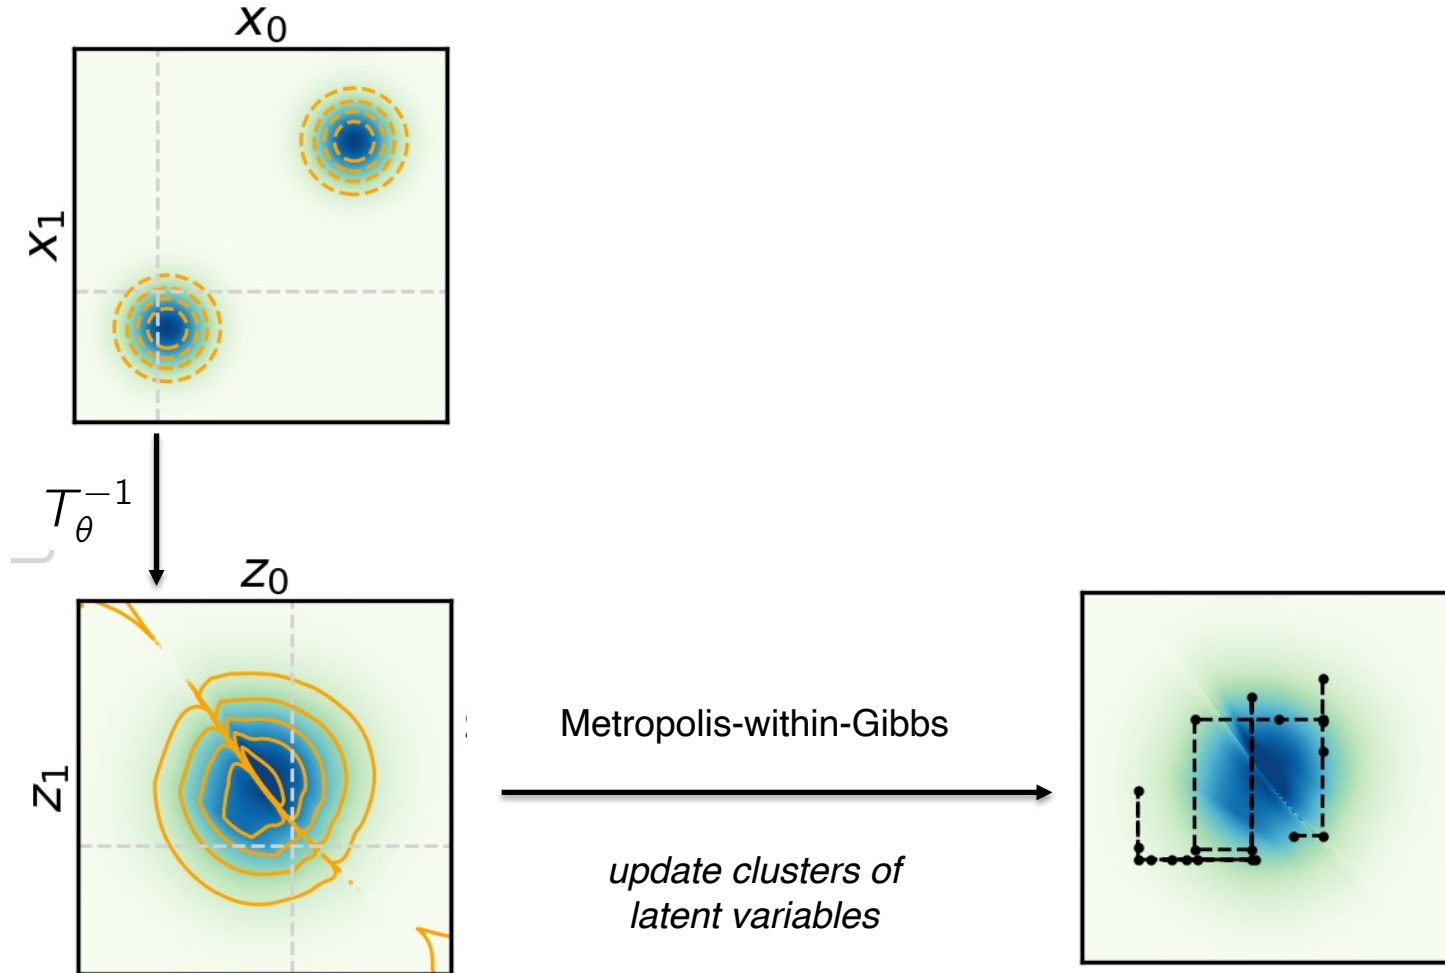 x₀
x₁
T_θ^{-1}
z₀
z₁
Metropolis-within-Gibbs
update clusters of
latent variables